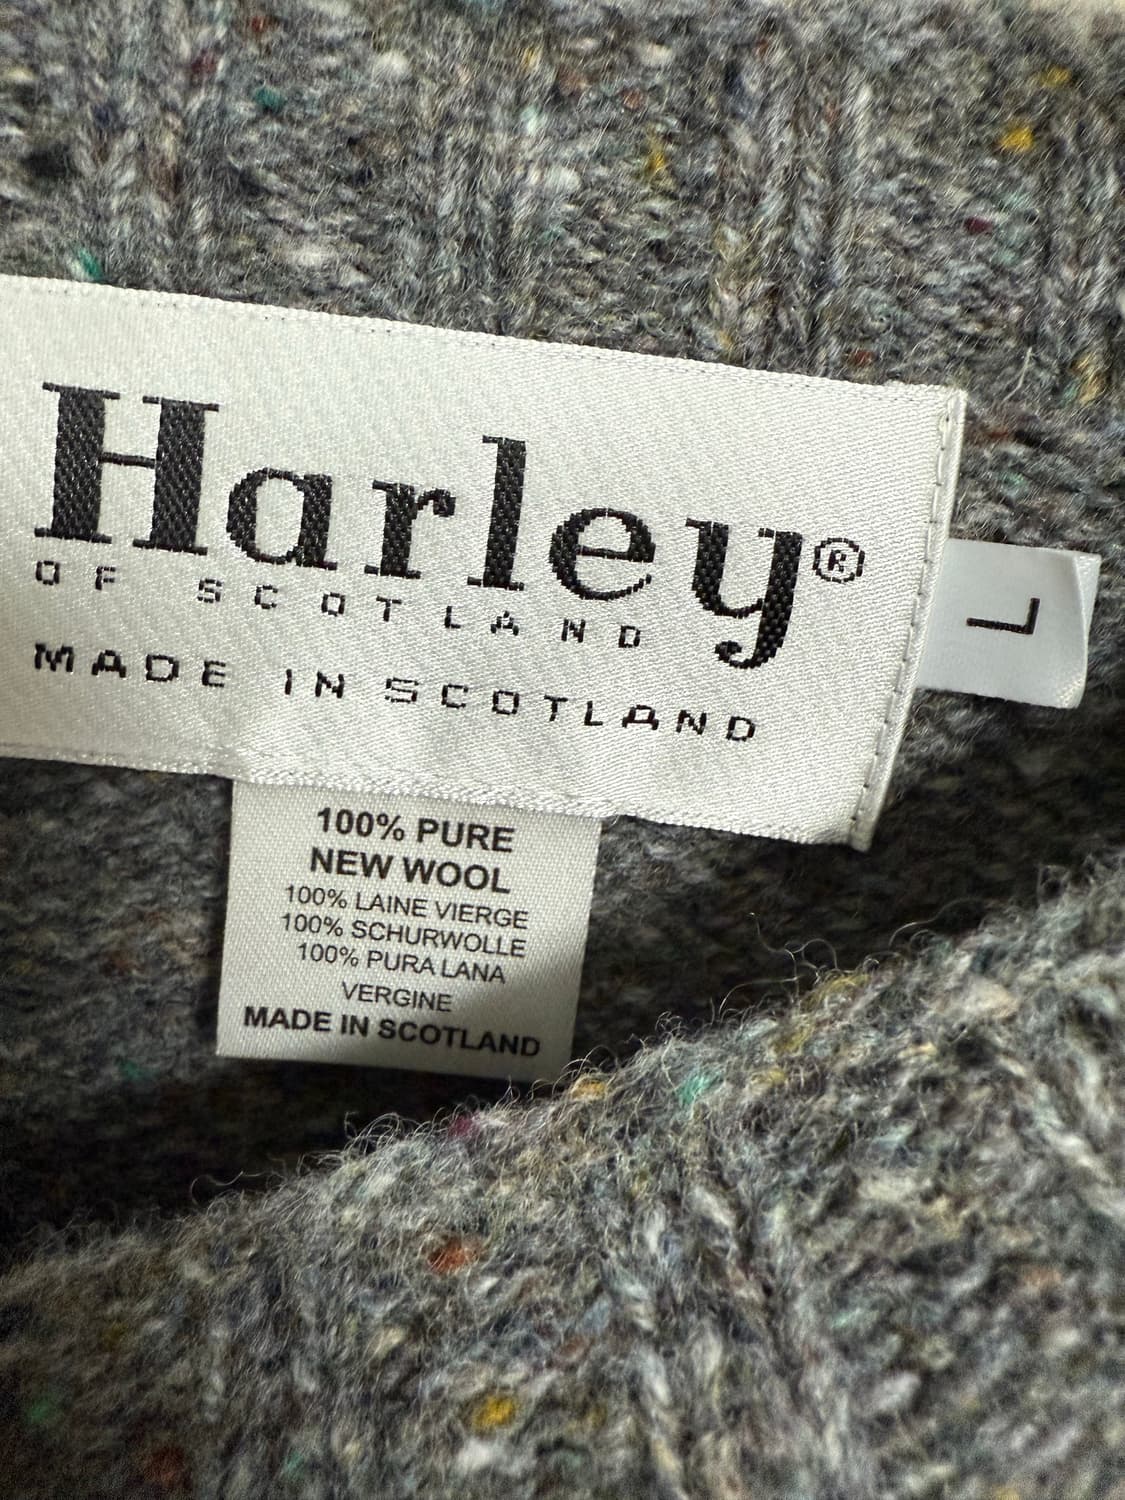 Harley®
OF SCOTLAND
MADE IN SCOTLAND
L
100% PURE
NEW WOOL
100% LAINE VIERGE
100% SCHURWOLLE
100% PURA LANA
VERGINE
MADE IN SCOTLAND